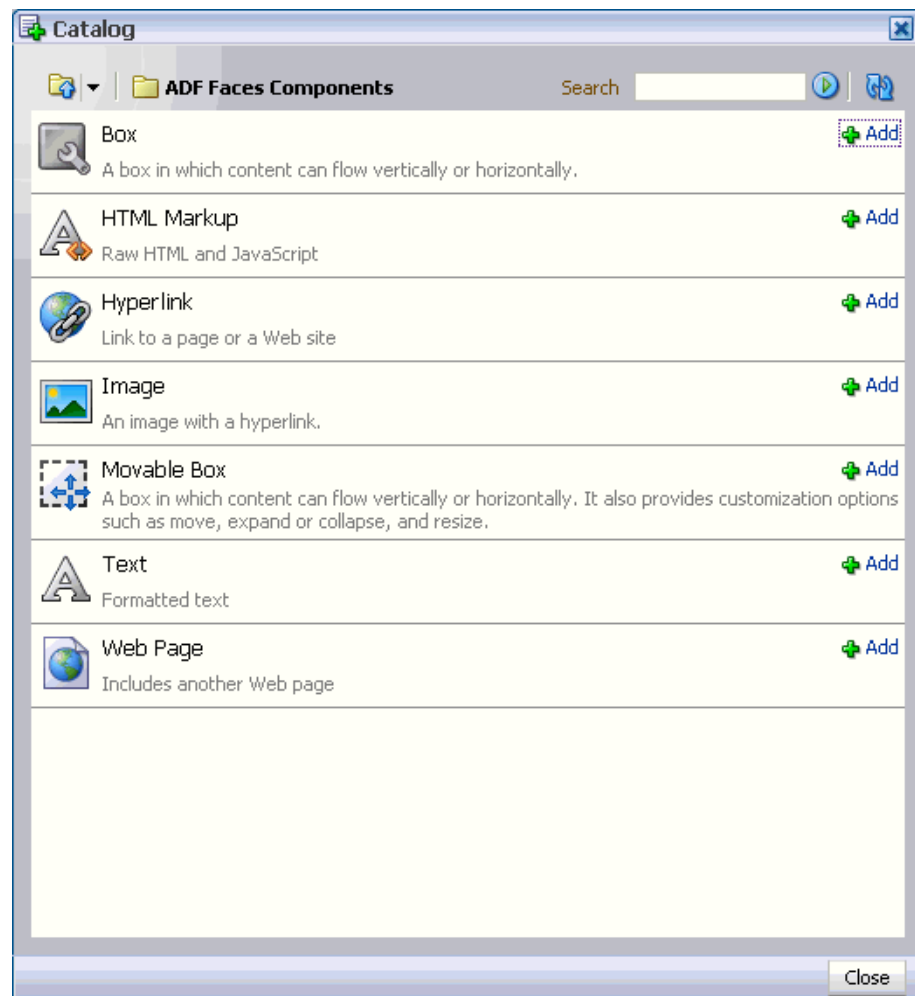 Catalog
ADF Faces Components Search
Box Add
A box in which content can flow vertically or horizontally.
HTML Markup Add
Raw HTML and JavaScript
Hyperlink Add
Link to a page or a Web site
Image Add
An image with a hyperlink.
Movable Box Add
A box in which content can flow vertically or horizontally. It also provides customization options
such as move, expand or collapse, and resize.
Text Add
Formatted text
Web Page Add
Includes another Web page
Close